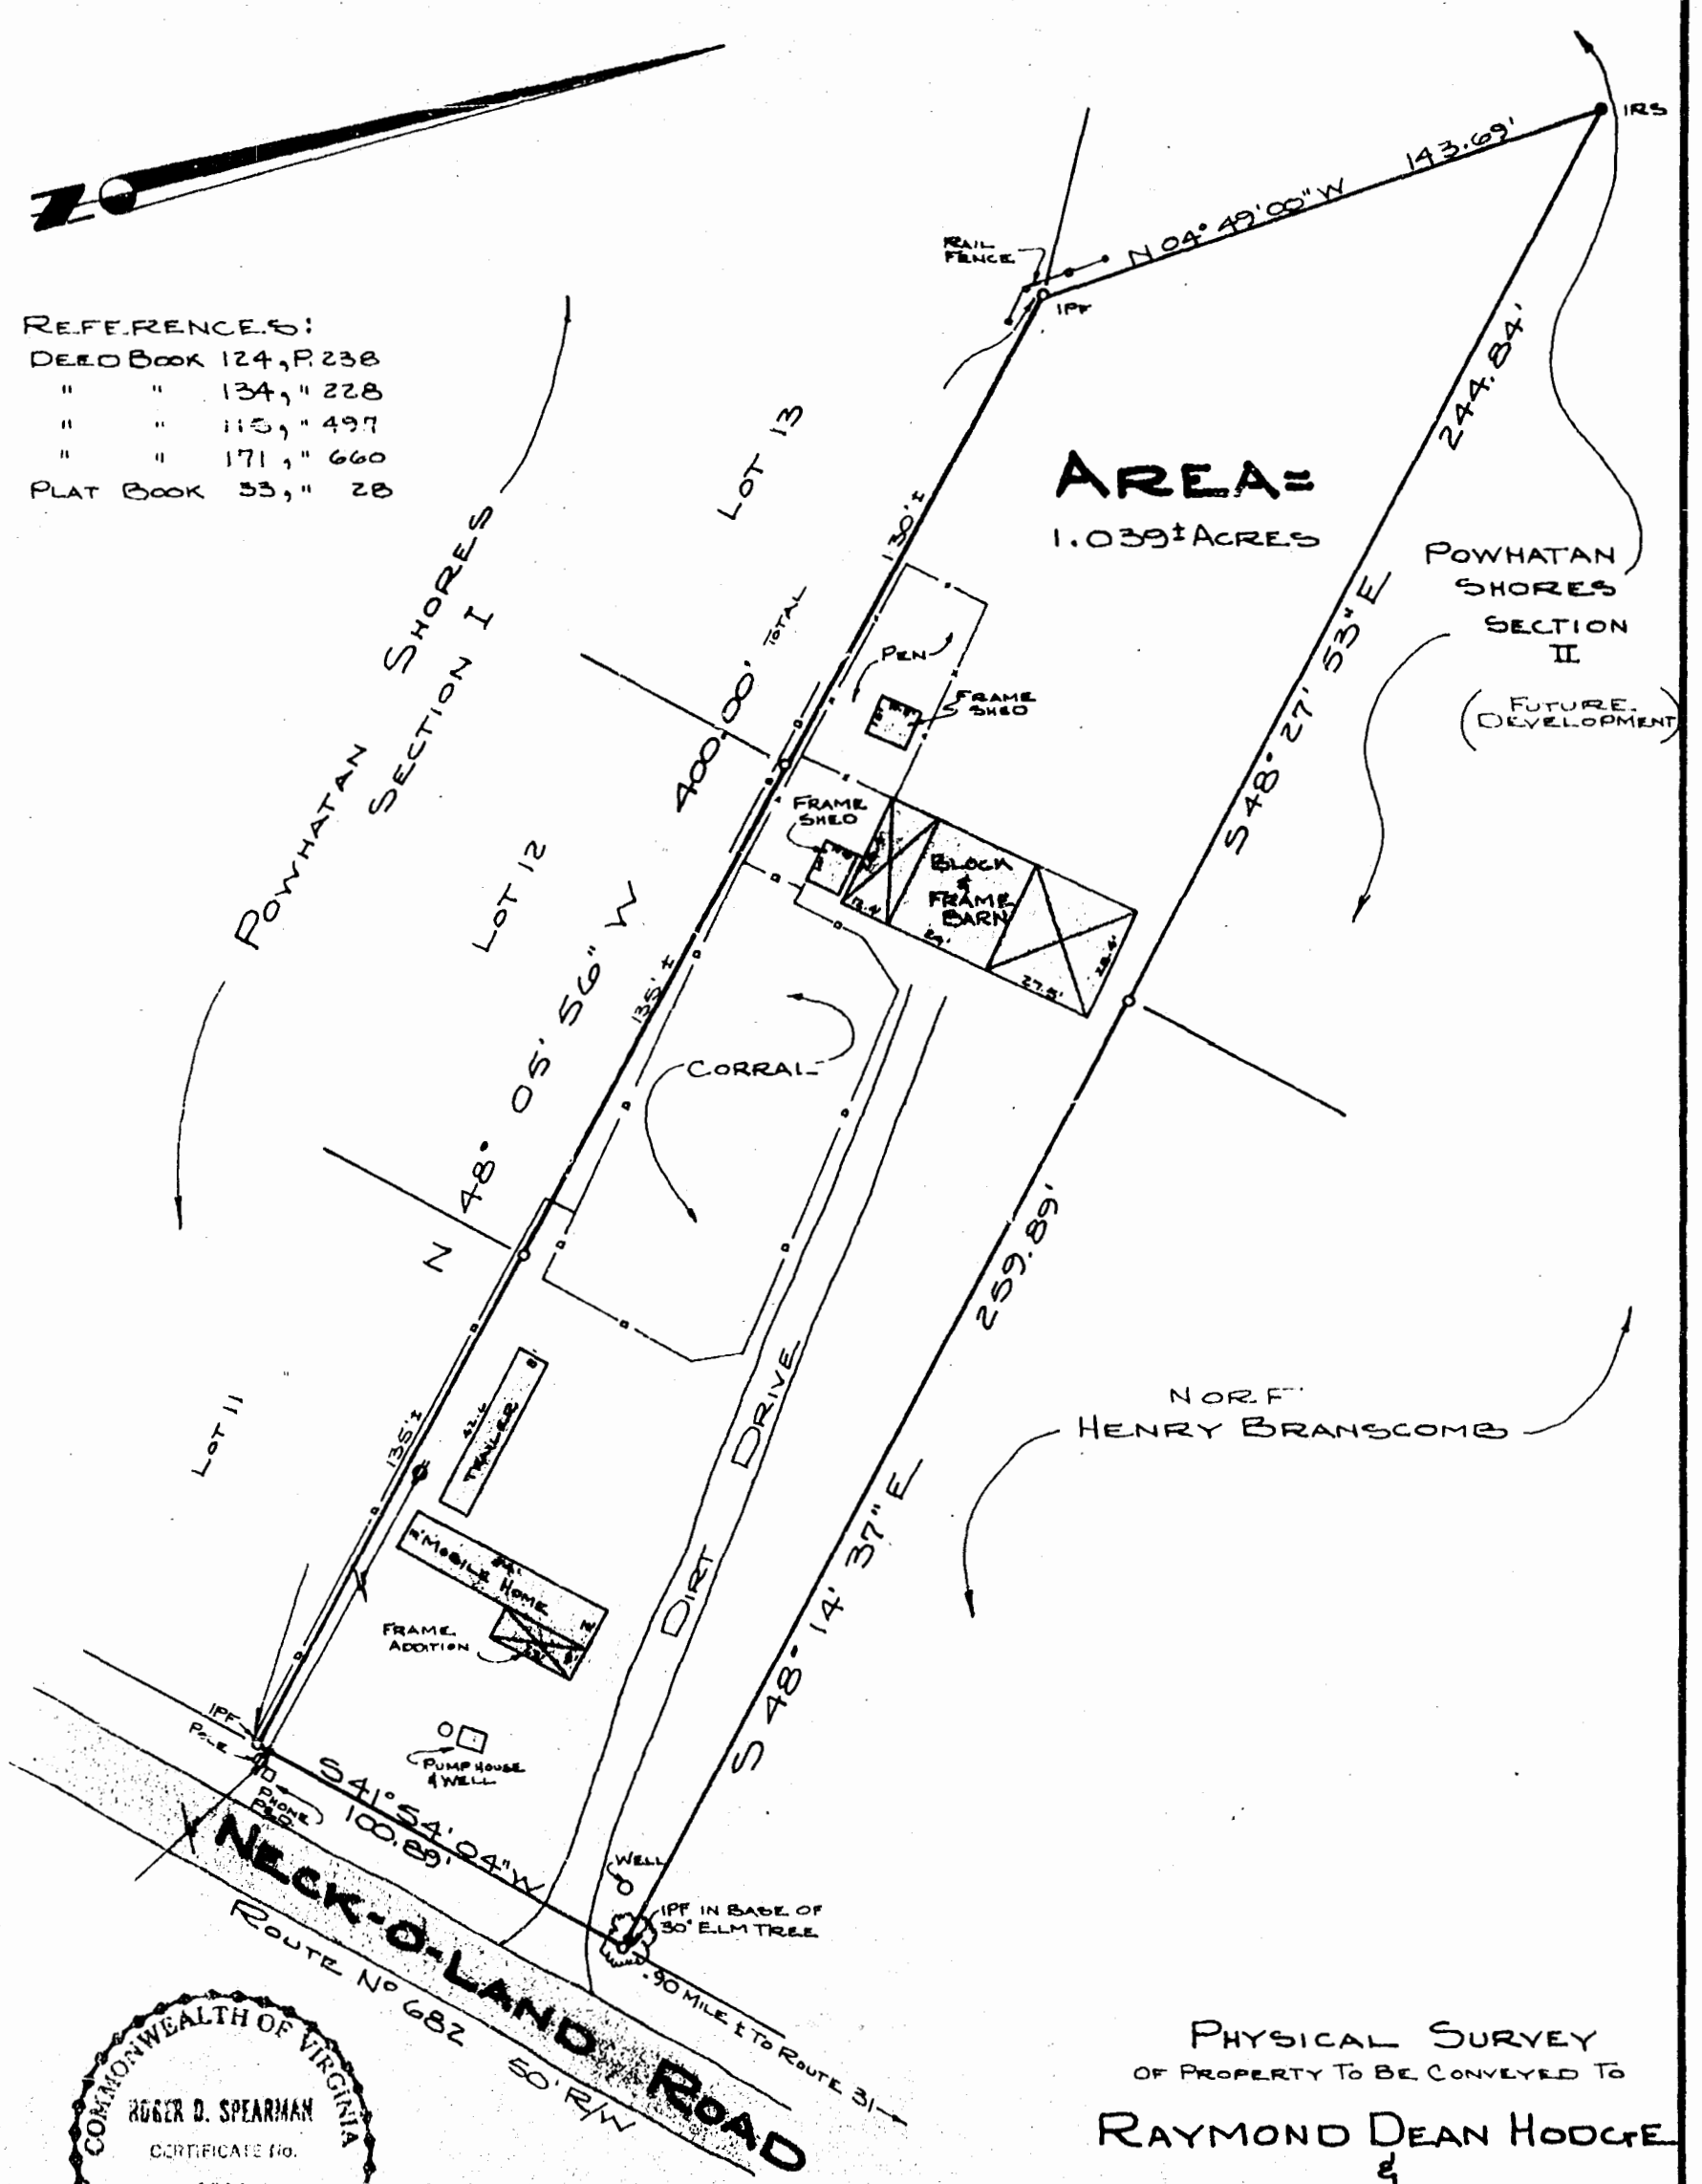 Z
REFERENCES:
DEED BOOK 124, P. 238
" " 134, " 228
" " 115, " 497
" " 171, " 660
PLAT BOOK 33, " 28
IRS
143.69'
N 04° 49' 00" W
RAIL
FENCE
IPF
244.84'
S 48° 27' 53" E
AREA=
1.039± ACRES
POWHATAN
SHORES
SECTION
II
(FUTURE
DEVELOPMENT)
LOT 13
130'±
POWHATAN SHORES
SECTION I
N 48° 05' 56" W
400.00' TOTAL
PEN
FRAME
SHED
FRAME
SHED
BLOCK
&
FRAME
BARN
12.4'
29'
27.5'
28.4'
LOT 12
135'±
CORRAL
259.89'
S 48° 14' 37" E
NORF
HENRY BRANSCOMB
LOT 11
135'±
TRAILER
MOBILE HOME
FRAME
ADDITION
DIRT DRIVE
IPF
POLE
PHONE
PED.
PUMP HOUSE
& WELL
S 41° 54' 04" W
100.89'
WELL
IPF IN BASE OF
30" ELM TREE
.90 MILE ± TO ROUTE 31
NECK-O-LAND ROAD
ROUTE No 682 50' R/W
COMMONWEALTH OF VIRGINIA
ROGER D. SPEARMAN
CERTIFICATE No.
PHYSICAL SURVEY
OF PROPERTY TO BE CONVEYED TO
RAYMOND DEAN HODGE
&